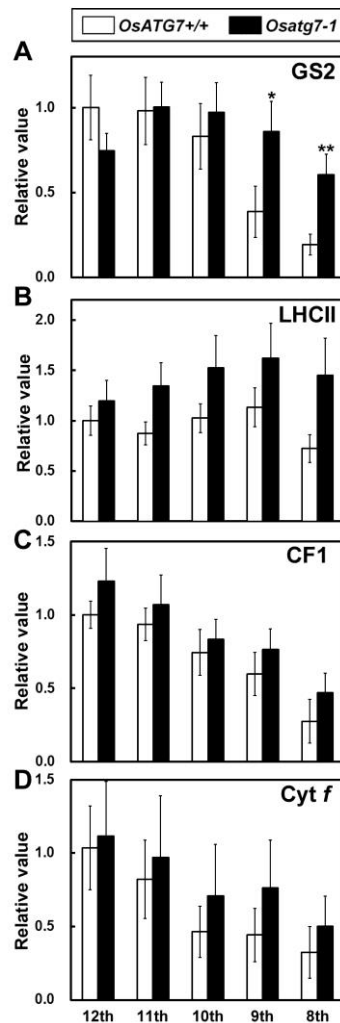 OsATG7+/+ Osatg7-1
A
GS2
Relative value
1.0
0.5
0.0
*
**
B
LHCII
Relative value
2.0
1.5
1.0
0.5
0.0
C
CF1
Relative value
1.5
1.0
0.5
0.0
D
Cyt f
Relative value
1.5
1.0
0.5
0.0
12th 11th 10th 9th 8th